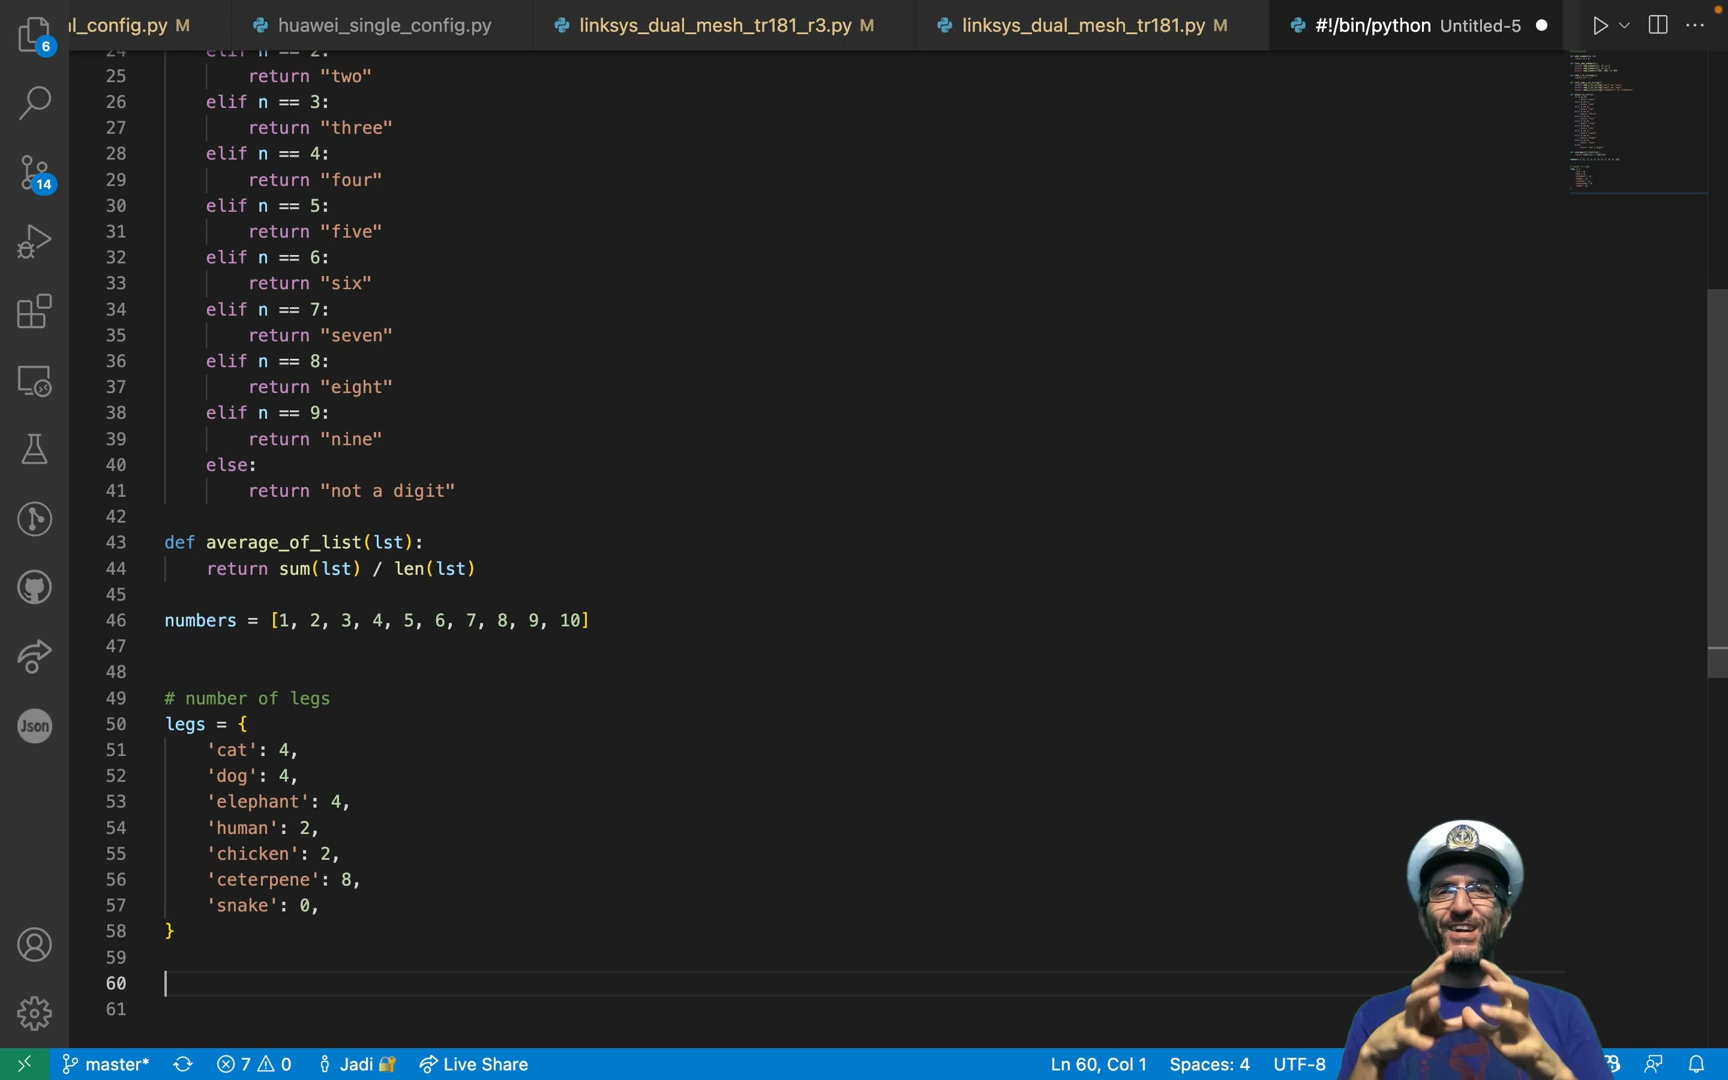 l_config.py M
huawei_single_config.py
linksys_dual_mesh_tr181_r3.py M
linksys_dual_mesh_tr181.py M
#!/bin/python Untitled-5
6
14
Json
24 elif n == 2:
25 return "two"
26 elif n == 3:
27 return "three"
28 elif n == 4:
29 return "four"
30 elif n == 5:
31 return "five"
32 elif n == 6:
33 return "six"
34 elif n == 7:
35 return "seven"
36 elif n == 8:
37 return "eight"
38 elif n == 9:
39 return "nine"
40 else:
41 return "not a digit"
42
43 def average_of_list(lst):
44 return sum(lst) / len(lst)
45
46 numbers = [1, 2, 3, 4, 5, 6, 7, 8, 9, 10]
47
48
49 # number of legs
50 legs = {
51 'cat': 4,
52 'dog': 4,
53 'elephant': 4,
54 'human': 2,
55 'chicken': 2,
56 'ceterpene': 8,
57 'snake': 0,
58 }
59
60
61
master* 7 0 Jadi Live Share Ln 60, Col 1 Spaces: 4 UTF-8